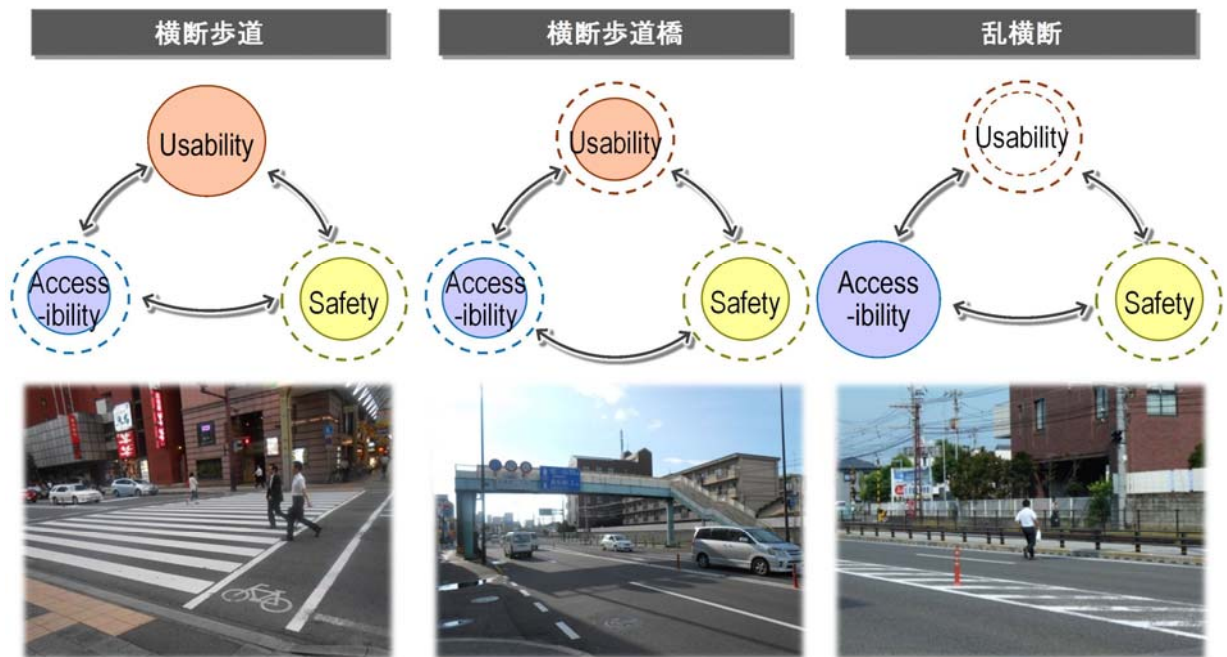 横断歩道
横断歩道橋
乱横断
Usability
Access
-ibility
Safety
Usability
Access
-ibility
Safety
Usability
Access
-ibility
Safety